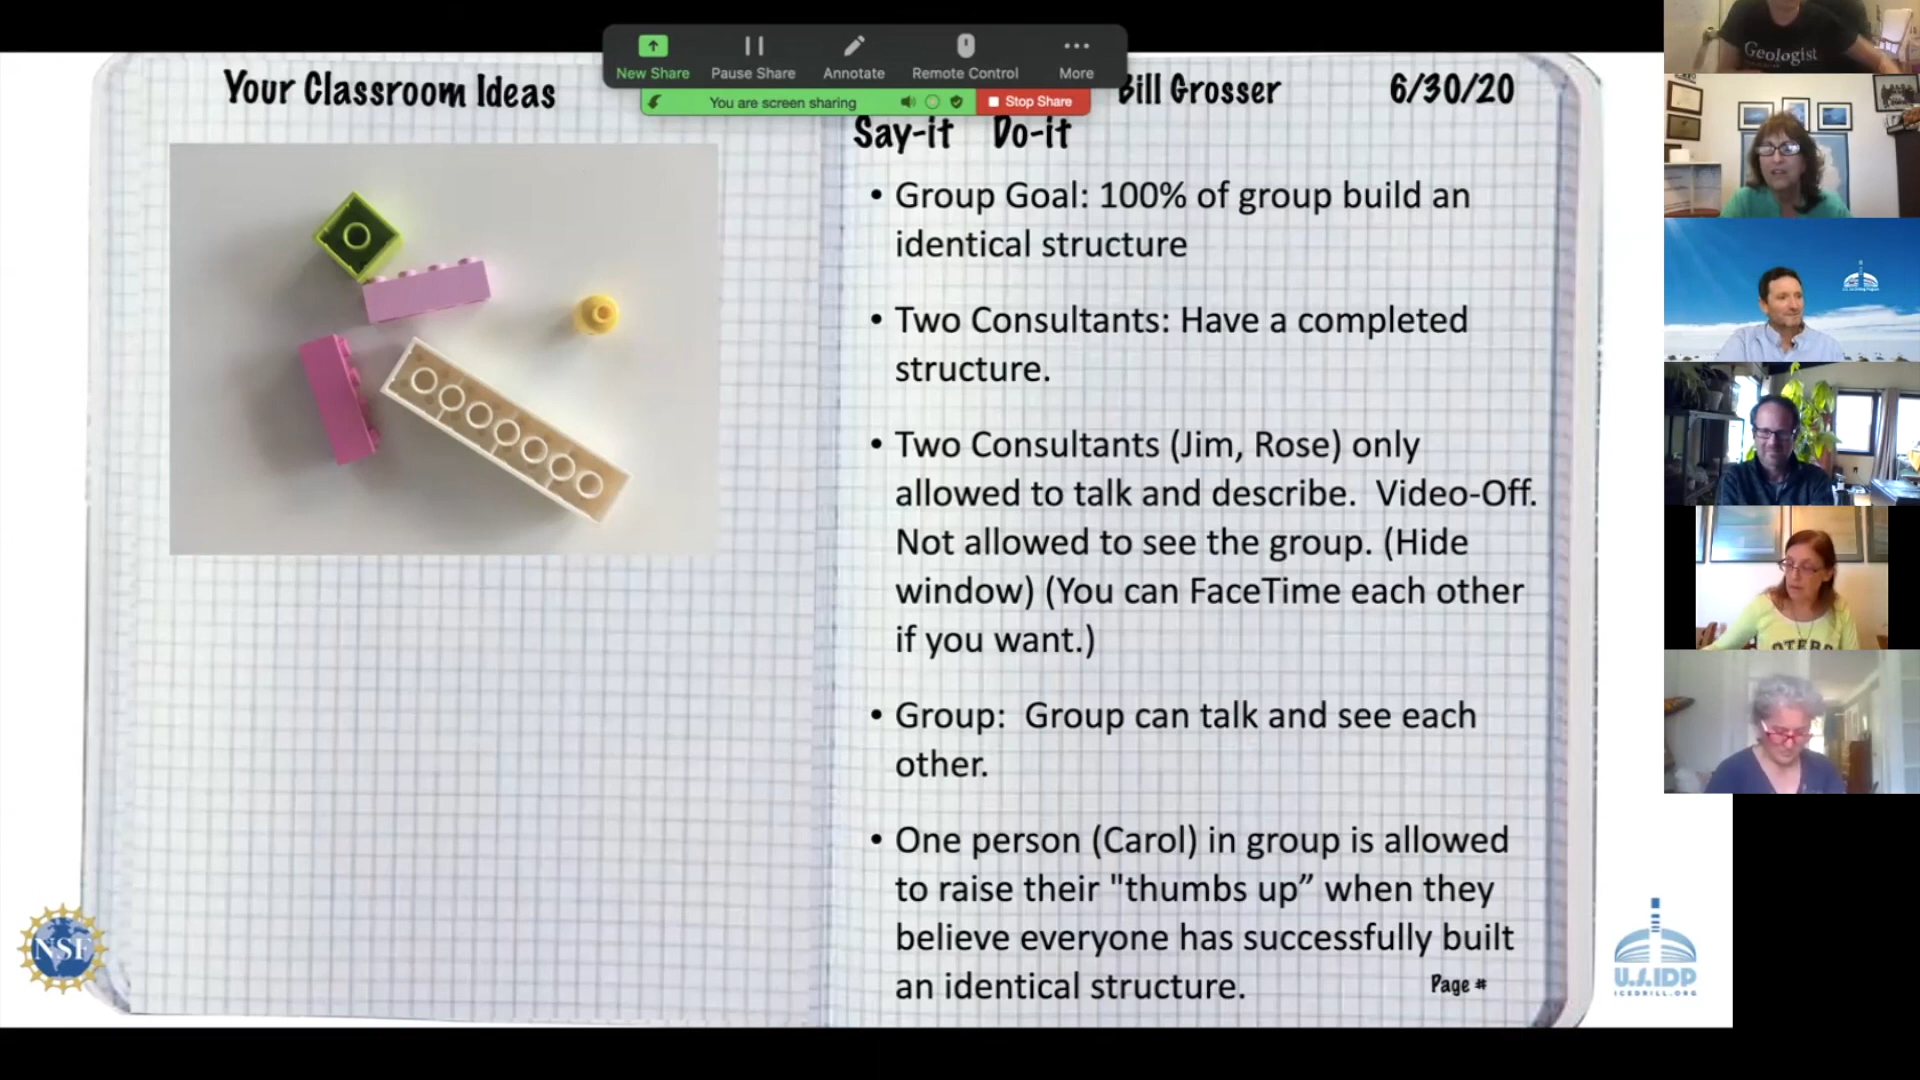 New Share
Pause Share
Annotate
Remote Control
More
You are screen sharing
Stop Share
Your Classroom Ideas
Bill Grosser
6/30/20
Say-it Do-it
• Group Goal: 100% of group build an
identical structure
• Two Consultants: Have a completed
structure.
• Two Consultants (Jim, Rose) only
allowed to talk and describe. Video-Off.
Not allowed to see the group. (Hide
window) (You can FaceTime each other
if you want.)
• Group: Group can talk and see each
other.
• One person (Carol) in group is allowed
to raise their "thumbs up” when they
believe everyone has successfully built
an identical structure.
Page #
NSF
U.S. IDP
ICEDRILL.ORG
Geologist